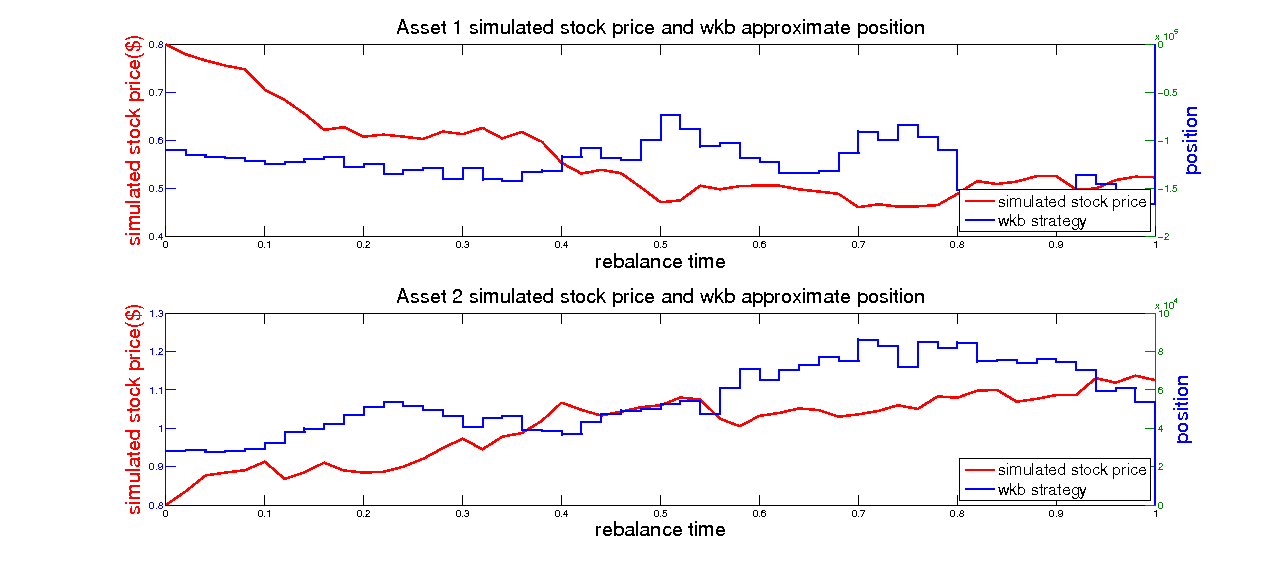 Asset 1 simulated stock price and wkb approximate position
simulated stock price($)
0.8
0.7
0.6
0.5
0.4
x 10^5
0
-0.5
-1
-1.5
-2
position
simulated stock price
wkb strategy
0 0.1 0.2 0.3 0.4 0.5 0.6 0.7 0.8 0.9 1
rebalance time
Asset 2 simulated stock price and wkb approximate position
simulated stock price($)
1.3
1.2
1.1
1
0.9
0.8
x 10^4
10
8
6
4
2
0
position
simulated stock price
wkb strategy
0 0.1 0.2 0.3 0.4 0.5 0.6 0.7 0.8 0.9 1
rebalance time